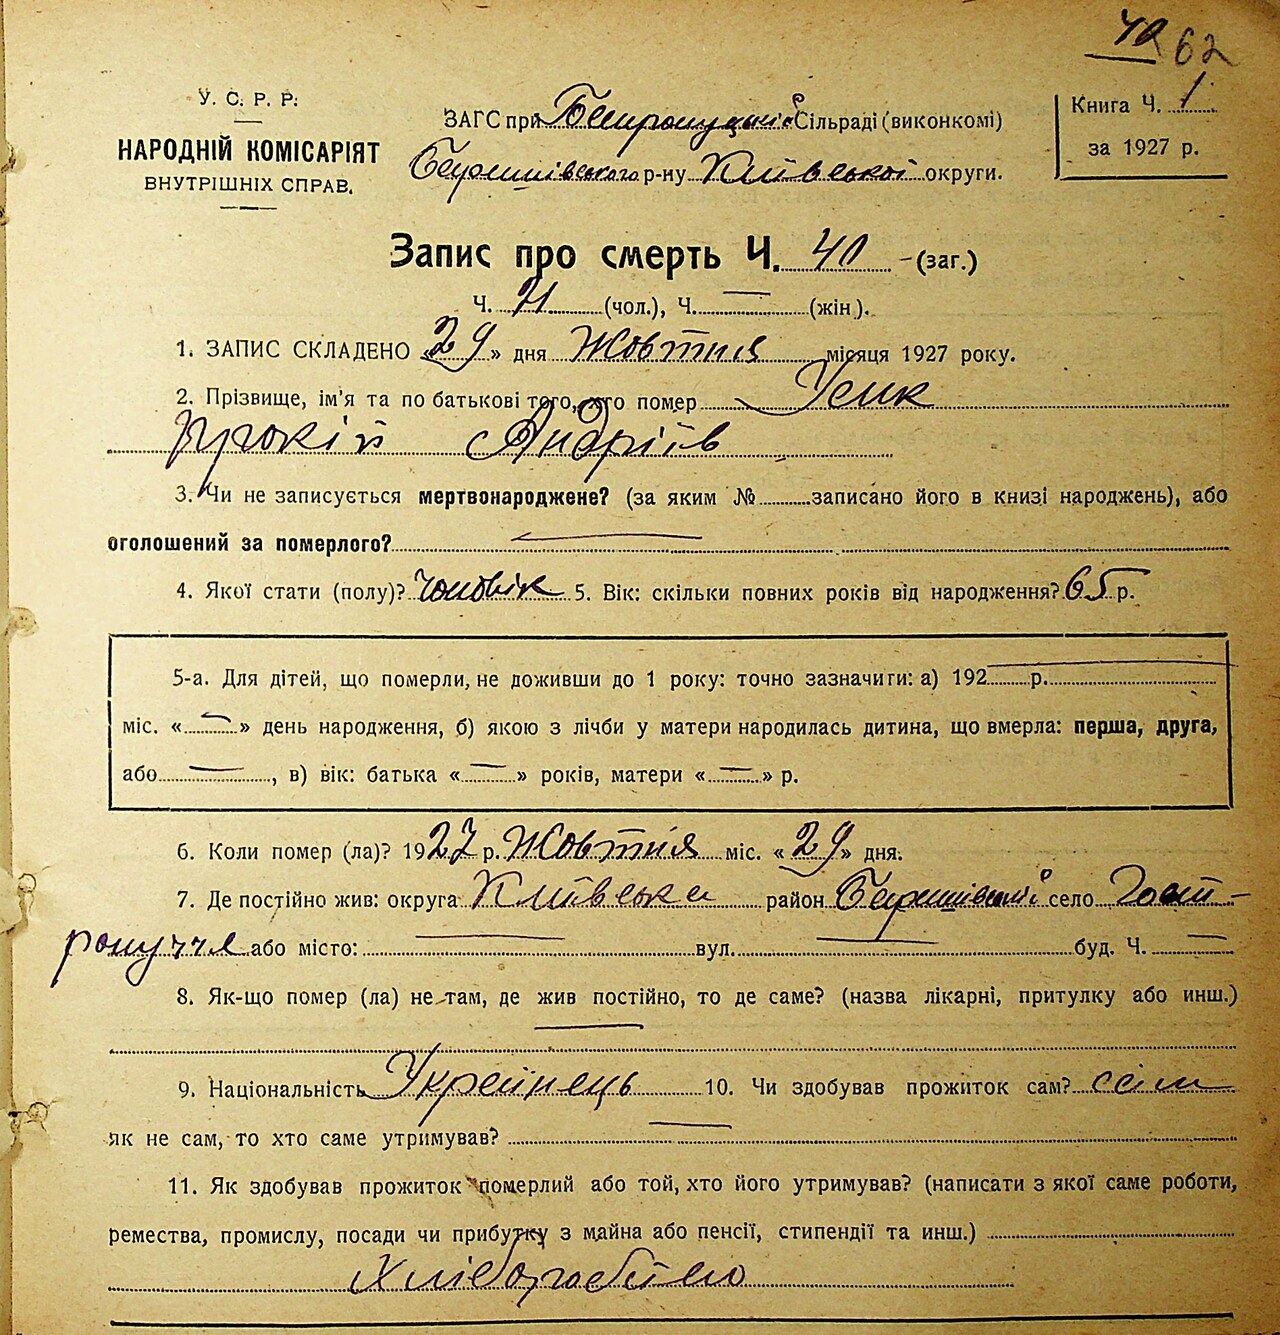 40 62
У. С. Р. Р.
НАРОДНІЙ КОМІСАРІЯТ
ВНУТРІШНІХ СПРАВ.
ЗАГС при Сільраді (виконкомі)
р-ну Київської округи.
Книга Ч. 1
за 1927 р.
Запис про смерть Ч. 40 (заг.)
Ч. 21 (чол.), Ч. — (жін).
1. ЗАПИС СКЛАДЕНО «29» дня Жовтня місяця 1927 року.
2. Прізвище, ім'я та по батькові того, хто помер Усик
Прокій Андріїв
3. Чи не записується мертвонароджене? (за яким № записано його в книзі народжень), або
оголошений за померлого? —
4. Якої стати (полу)? Чоловік 5. Вік: скільки повних років від народження? 65 р.
5-а. Для дітей, що померли, не доживши до 1 року: точно зазначити: а) 192 р. —
міс. «—» день народження, б) якою з лічби у матери народилась дитина, що вмерла: перша, друга,
або —, в) вік: батька «—» років, матери «—» р.
6. Коли помер (ла)? 1927 р. Жовтня міс. «29» дня.
7. Де постійно жив: округа Київська район село Гост-
ролуччя або місто: — вул. — буд. Ч. —
8. Як-що помер (ла) не там, де жив постійно, то де саме? (назва лікарні, притулку або инш.)
—
9. Національність Українець 10. Чи здобував прожиток сам? сам
як не сам, то хто саме утримував? —
11. Як здобував прожиток померлий або той, хто його утримував? (написати з якої саме роботи,
ремества, промислу, посади чи прибутку з майна або пенсії, стипендії та инш.)
Хліборобство